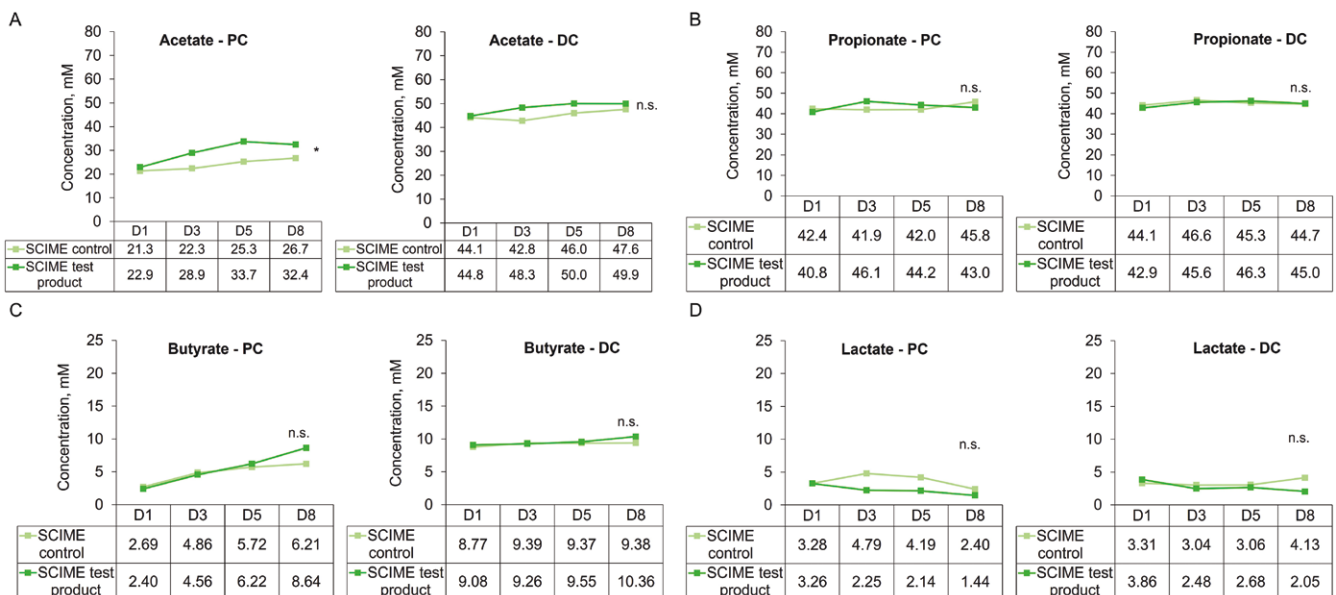 A
Acetate - PC
Concentration, mM
80
70
60
50
40
30
20
10
0
*
D1 D3 D5 D8
SCIME control 21.3 22.3 25.3 26.7
SCIME test
product 22.9 28.9 33.7 32.4
Acetate - DC
Concentration, mM
80
70
60
50
40
30
20
10
0
n.s.
D1 D3 D5 D8
SCIME control 44.1 42.8 46.0 47.6
SCIME test
product 44.8 48.3 50.0 49.9
B
Propionate - PC
Concentration, mM
80
70
60
50
40
30
20
10
0
n.s.
D1 D3 D5 D8
SCIME
control 42.4 41.9 42.0 45.8
SCIME test
product 40.8 46.1 44.2 43.0
Propionate - DC
Concentration, mM
80
70
60
50
40
30
20
10
0
n.s.
D1 D3 D5 D8
SCIME
control 44.1 46.6 45.3 44.7
SCIME test
product 42.9 45.6 46.3 45.0
C
Butyrate - PC
Concentration, mM
25
20
15
10
5
0
n.s.
D1 D3 D5 D8
SCIME
control 2.69 4.86 5.72 6.21
SCIME test
product 2.40 4.56 6.22 8.64
Butyrate - DC
Concentration, mM
25
20
15
10
5
0
n.s.
D1 D3 D5 D8
SCIME
control 8.77 9.39 9.37 9.38
SCIME test
product 9.08 9.26 9.55 10.36
D
Lactate - PC
Concentration, mM
25
20
15
10
5
0
n.s.
D1 D3 D5 D8
SCIME
control 3.28 4.79 4.19 2.40
SCIME test
product 3.26 2.25 2.14 1.44
Lactate - DC
Concentration, mM
25
20
15
10
5
0
n.s.
D1 D3 D5 D8
SCIME
control 3.31 3.04 3.06 4.13
SCIME test
product 3.86 2.48 2.68 2.05